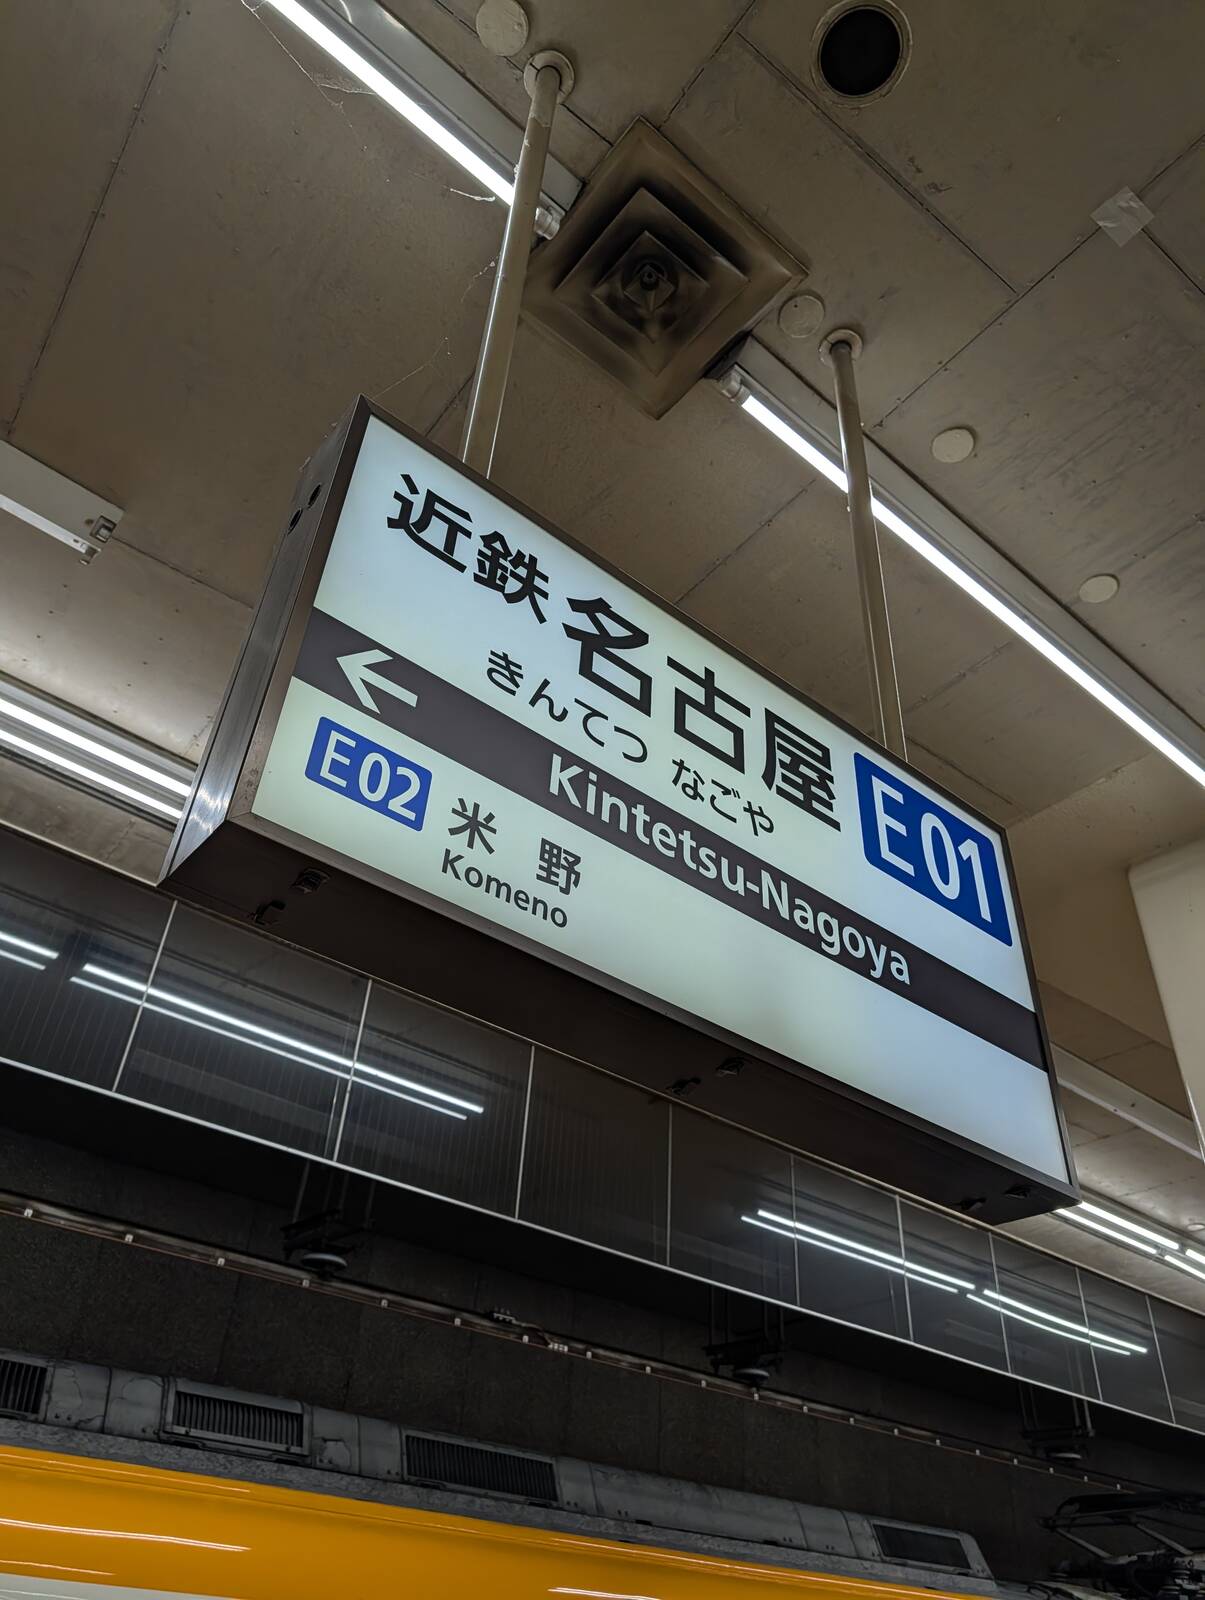 近鉄名古屋
きんてつ なごや
E01
←
Kintetsu-Nagoya
E02 米野
Komeno